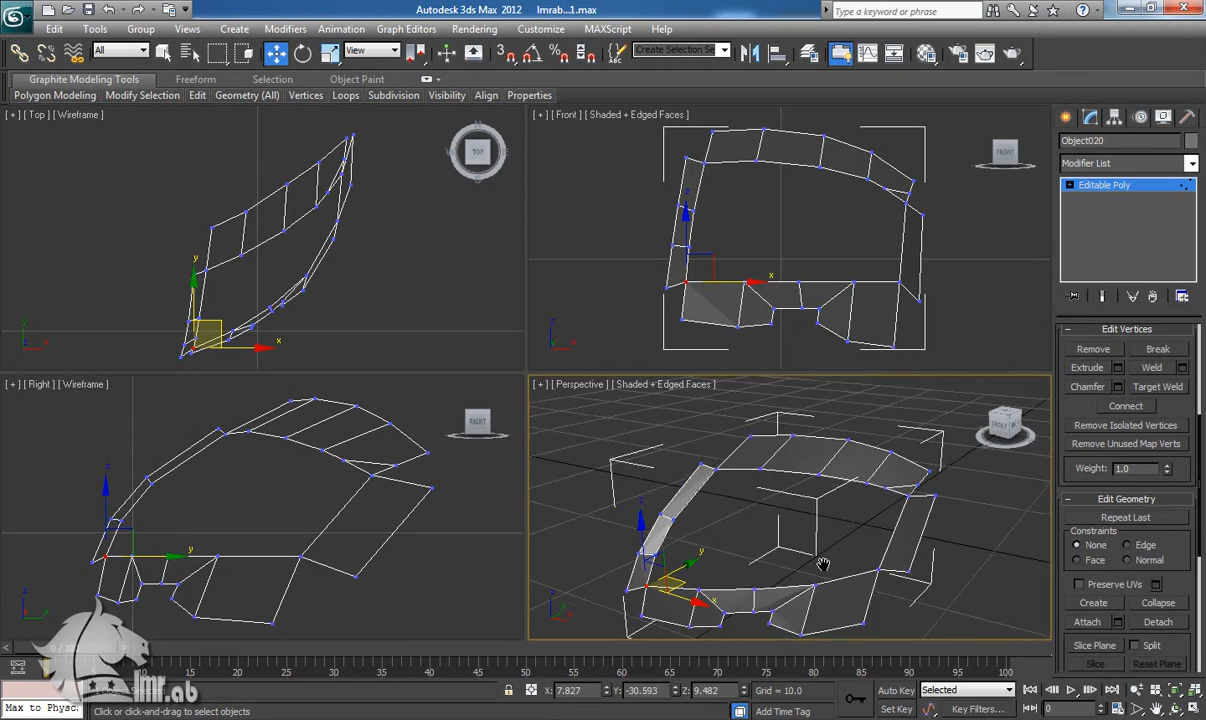 Autodesk 3ds Max 2012 lmrab...1.max
Type a keyword or phrase
Edit Tools Group Views Create Modifiers Animation Graph Editors Rendering Customize MAXScript Help
All View Create Selection Se
Graphite Modeling Tools Freeform Selection Object Paint
Polygon Modeling Modify Selection Edit Geometry (All) Vertices Loops Subdivision Visibility Align Properties
[ + ] [ Top ] [ Wireframe ]
TOP
y
x
[ + ] [ Front ] [ Shaded + Edged Faces ]
FRONT
z
x
[ + ] [ Right ] [ Wireframe ]
RIGHT
z
y
[ + ] [ Perspective ] [ Shaded + Edged Faces ]
FRONT
z
y
x
Object020
Modifier List
Editable Poly
Edit Vertices
Remove Break
Extrude Weld
Chamfer Target Weld
Connect
Remove Isolated Vertices
Remove Unused Map Verts
Weight: 1.0
Edit Geometry
Repeat Last
Constraints
None Edge
Face Normal
Preserve UVs
Create Collapse
Attach Detach
Slice Plane Split
Slice Reset Plane
0 / 100
15 20 25 30 35 40 45 50 55 60 65 70 75 80 85 90 95 100
lmr.ab
X: 7.827 Y: -30.593 Z: 9.482 Grid = 10.0
Auto Key Selected
Max to Physc
Click or click-and-drag to select objects
Add Time Tag
Set Key Key Filters... 0